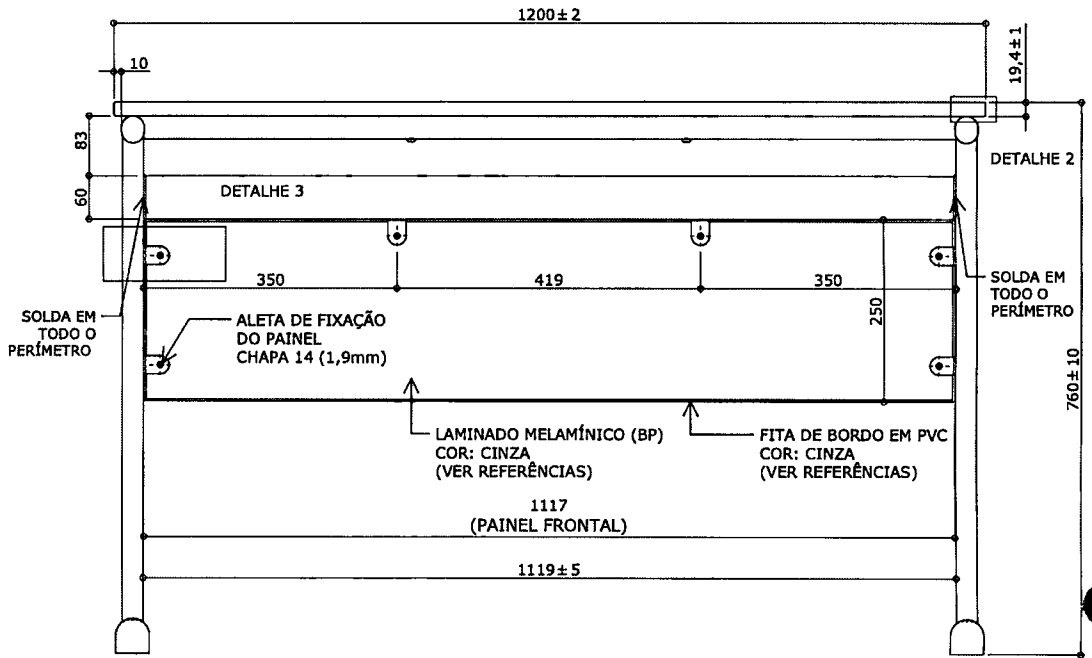 1200±2
10
19,4±1
83
60
DETALHE 3
DETALHE 2
350
419
350
250
760±10
SOLDA EM
TODO O
PERÍMETRO
ALETA DE FIXAÇÃO
DO PAINEL
CHAPA 14 (1,9mm)
SOLDA EM
TODO O
PERÍMETRO
LAMINADO MELAMÍNICO (BP)
COR: CINZA
(VER REFERÊNCIAS)
FITA DE BORDO EM PVC
COR: CINZA
(VER REFERÊNCIAS)
1117
(PAINEL FRONTAL)
1119±5